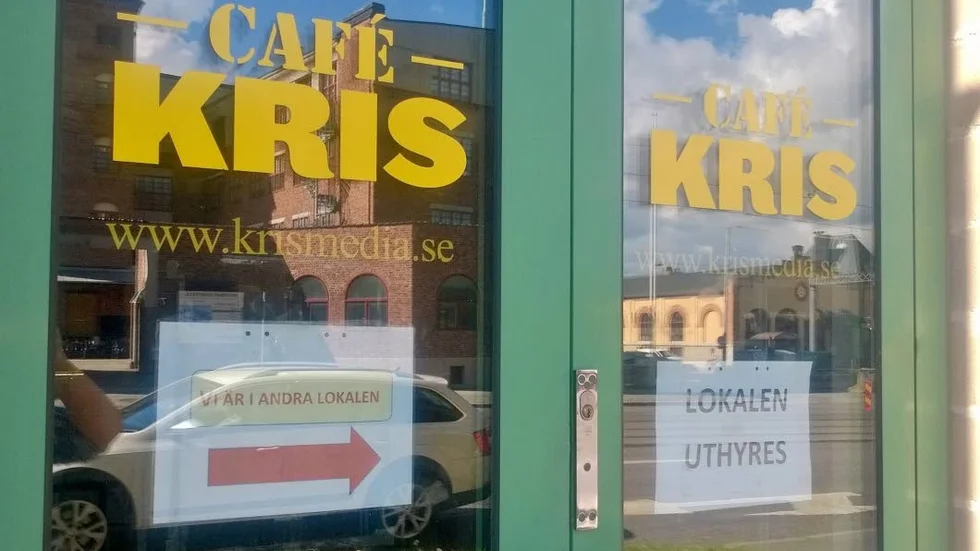 CAFÉ
KRIS
www.krismedia.se
VI ÄR I ANDRA LOKALEN
CAFÉ
KRIS
www.krismedia.se
LOKALEN
UTHYRES